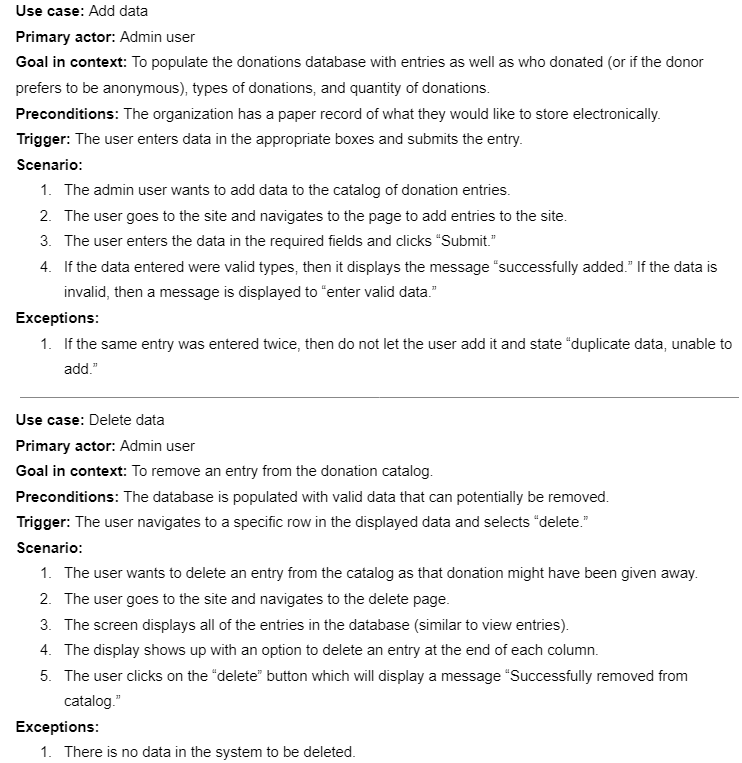 Use case: Add data
Primary actor: Admin user
Goal in context: To populate the donations database with entries as well as who donated (or if the donor
prefers to be anonymous), types of donations, and quantity of donations.
Preconditions: The organization has a paper record of what they would like to store electronically.
Trigger: The user enters data in the appropriate boxes and submits the entry.
Scenario:
1. The admin user wants to add data to the catalog of donation entries.
2. The user goes to the site and navigates to the page to add entries to the site.
3. The user enters the data in the required fields and clicks “Submit.”
4. If the data entered were valid types, then it displays the message “successfully added.” If the data is
invalid, then a message is displayed to “enter valid data.”
Exceptions:
1. If the same entry was entered twice, then do not let the user add it and state “duplicate data, unable to
add.”
Use case: Delete data
Primary actor: Admin user
Goal in context: To remove an entry from the donation catalog.
Preconditions: The database is populated with valid data that can potentially be removed.
Trigger: The user navigates to a specific row in the displayed data and selects “delete.”
Scenario:
1. The user wants to delete an entry from the catalog as that donation might have been given away.
2. The user goes to the site and navigates to the delete page.
3. The screen displays all of the entries in the database (similar to view entries).
4. The display shows up with an option to delete an entry at the end of each column.
5. The user clicks on the “delete” button which will display a message “Successfully removed from
catalog.”
Exceptions:
1. There is no data in the system to be deleted.